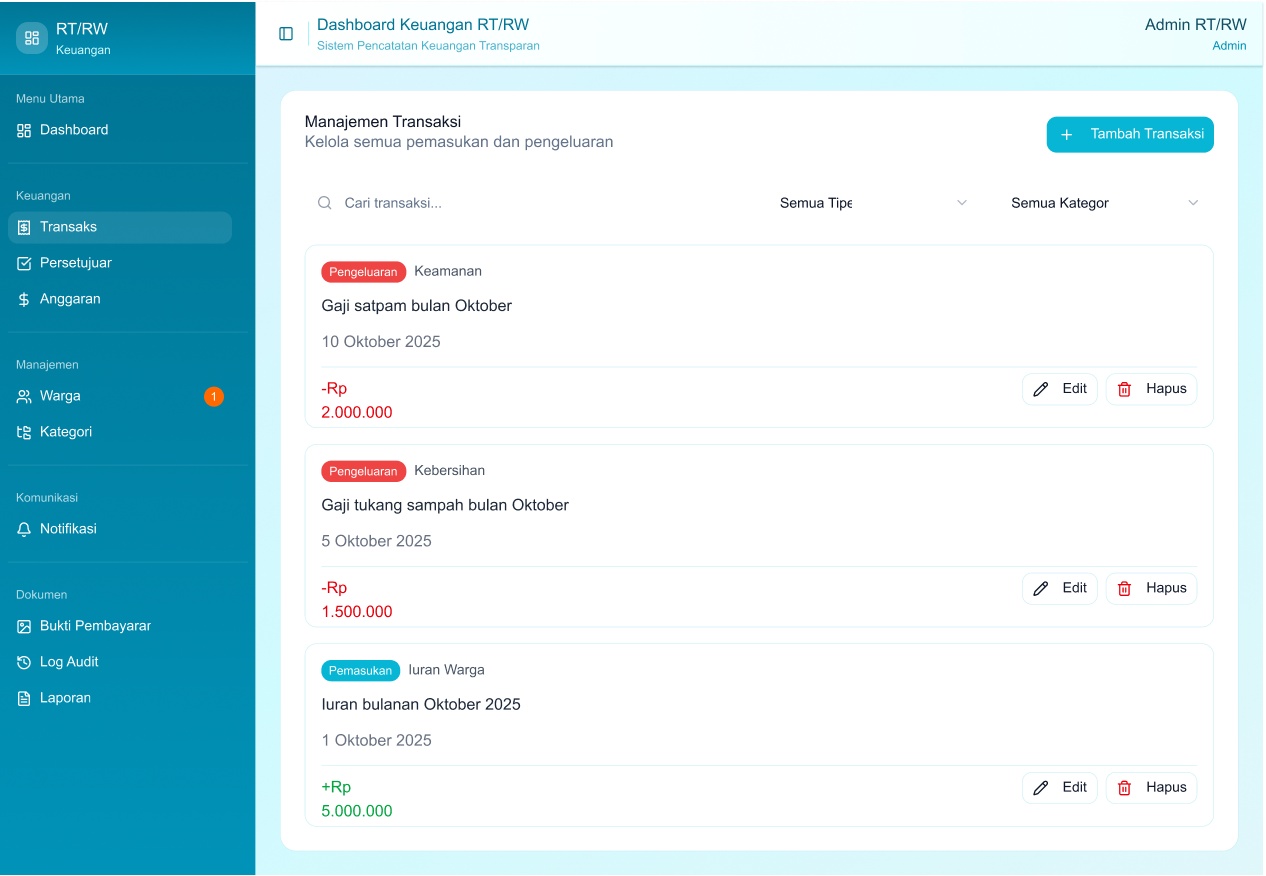 RT/RW
Keuangan
Menu Utama
Dashboard
Keuangan
Transaks
Persetujuar
Anggaran
Manajemen
Warga 1
Kategori
Komunikasi
Notifikasi
Dokumen
Bukti Pembayarar
Log Audit
Laporan
Dashboard Keuangan RT/RW
Sistem Pencatatan Keuangan Transparan
Admin RT/RW
Admin
Manajemen Transaksi
Kelola semua pemasukan dan pengeluaran
+ Tambah Transaksi
Cari transaksi... Semua Tipe Semua Kategor
Pengeluaran Keamanan
Gaji satpam bulan Oktober
10 Oktober 2025
-Rp
2.000.000
Edit Hapus
Pengeluaran Kebersihan
Gaji tukang sampah bulan Oktober
5 Oktober 2025
-Rp
1.500.000
Edit Hapus
Pemasukan Iuran Warga
Iuran bulanan Oktober 2025
1 Oktober 2025
+Rp
5.000.000
Edit Hapus